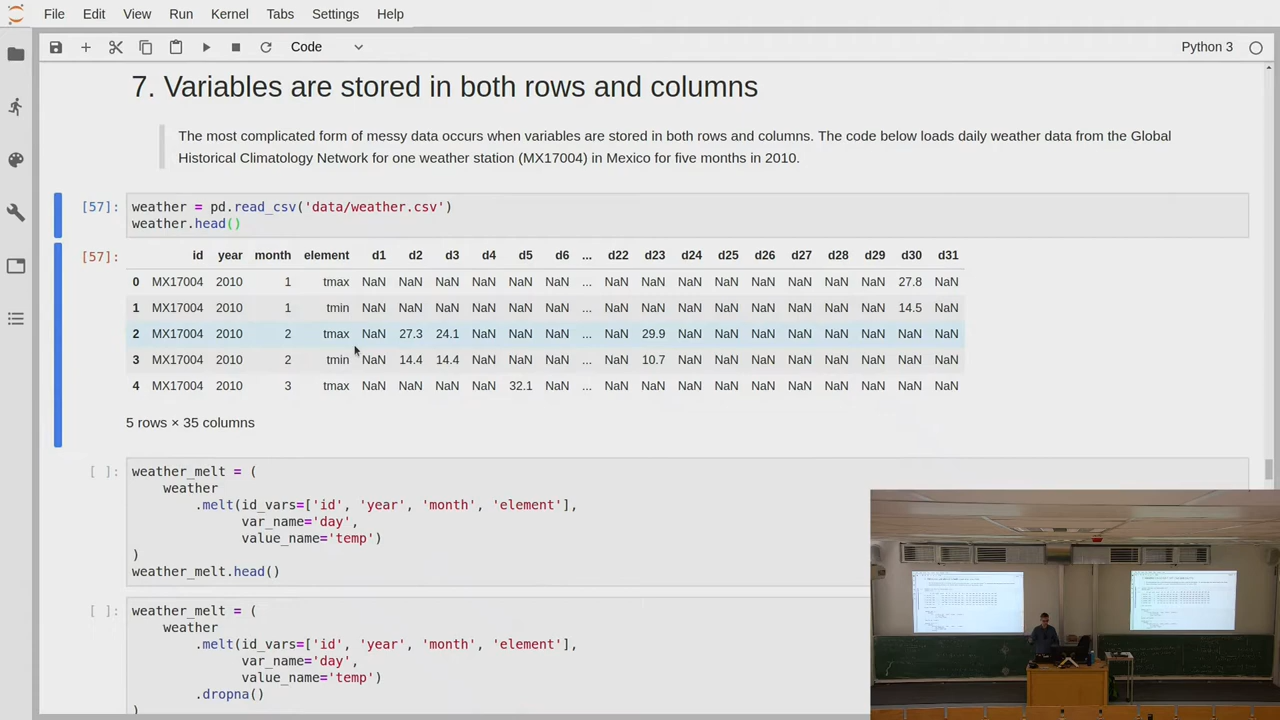 File Edit View Run Kernel Tabs Settings Help
Code Python 3
7. Variables are stored in both rows and columns
The most complicated form of messy data occurs when variables are stored in both rows and columns. The code below loads daily weather data from the Global
Historical Climatology Network for one weather station (MX17004) in Mexico for five months in 2010.
[57]: weather = pd.read_csv('data/weather.csv')
weather.head()
[57]: id year month element d1 d2 d3 d4 d5 d6 ... d22 d23 d24 d25 d26 d27 d28 d29 d30 d31
0 MX17004 2010 1 tmax NaN NaN NaN NaN NaN NaN ... NaN NaN NaN NaN NaN NaN NaN NaN 27.8 NaN
1 MX17004 2010 1 tmin NaN NaN NaN NaN NaN NaN ... NaN NaN NaN NaN NaN NaN NaN NaN 14.5 NaN
2 MX17004 2010 2 tmax NaN 27.3 24.1 NaN NaN NaN ... NaN 29.9 NaN NaN NaN NaN NaN NaN NaN NaN
3 MX17004 2010 2 tmin NaN 14.4 14.4 NaN NaN NaN ... NaN 10.7 NaN NaN NaN NaN NaN NaN NaN NaN
4 MX17004 2010 3 tmax NaN NaN NaN NaN 32.1 NaN ... NaN NaN NaN NaN NaN NaN NaN NaN NaN NaN
5 rows × 35 columns
[ ]: weather_melt = (
weather
.melt(id_vars=['id', 'year', 'month', 'element'],
var_name='day',
value_name='temp')
)
weather_melt.head()
[ ]: weather_melt = (
weather
.melt(id_vars=['id', 'year', 'month', 'element'],
var_name='day',
value_name='temp')
.dropna()
)